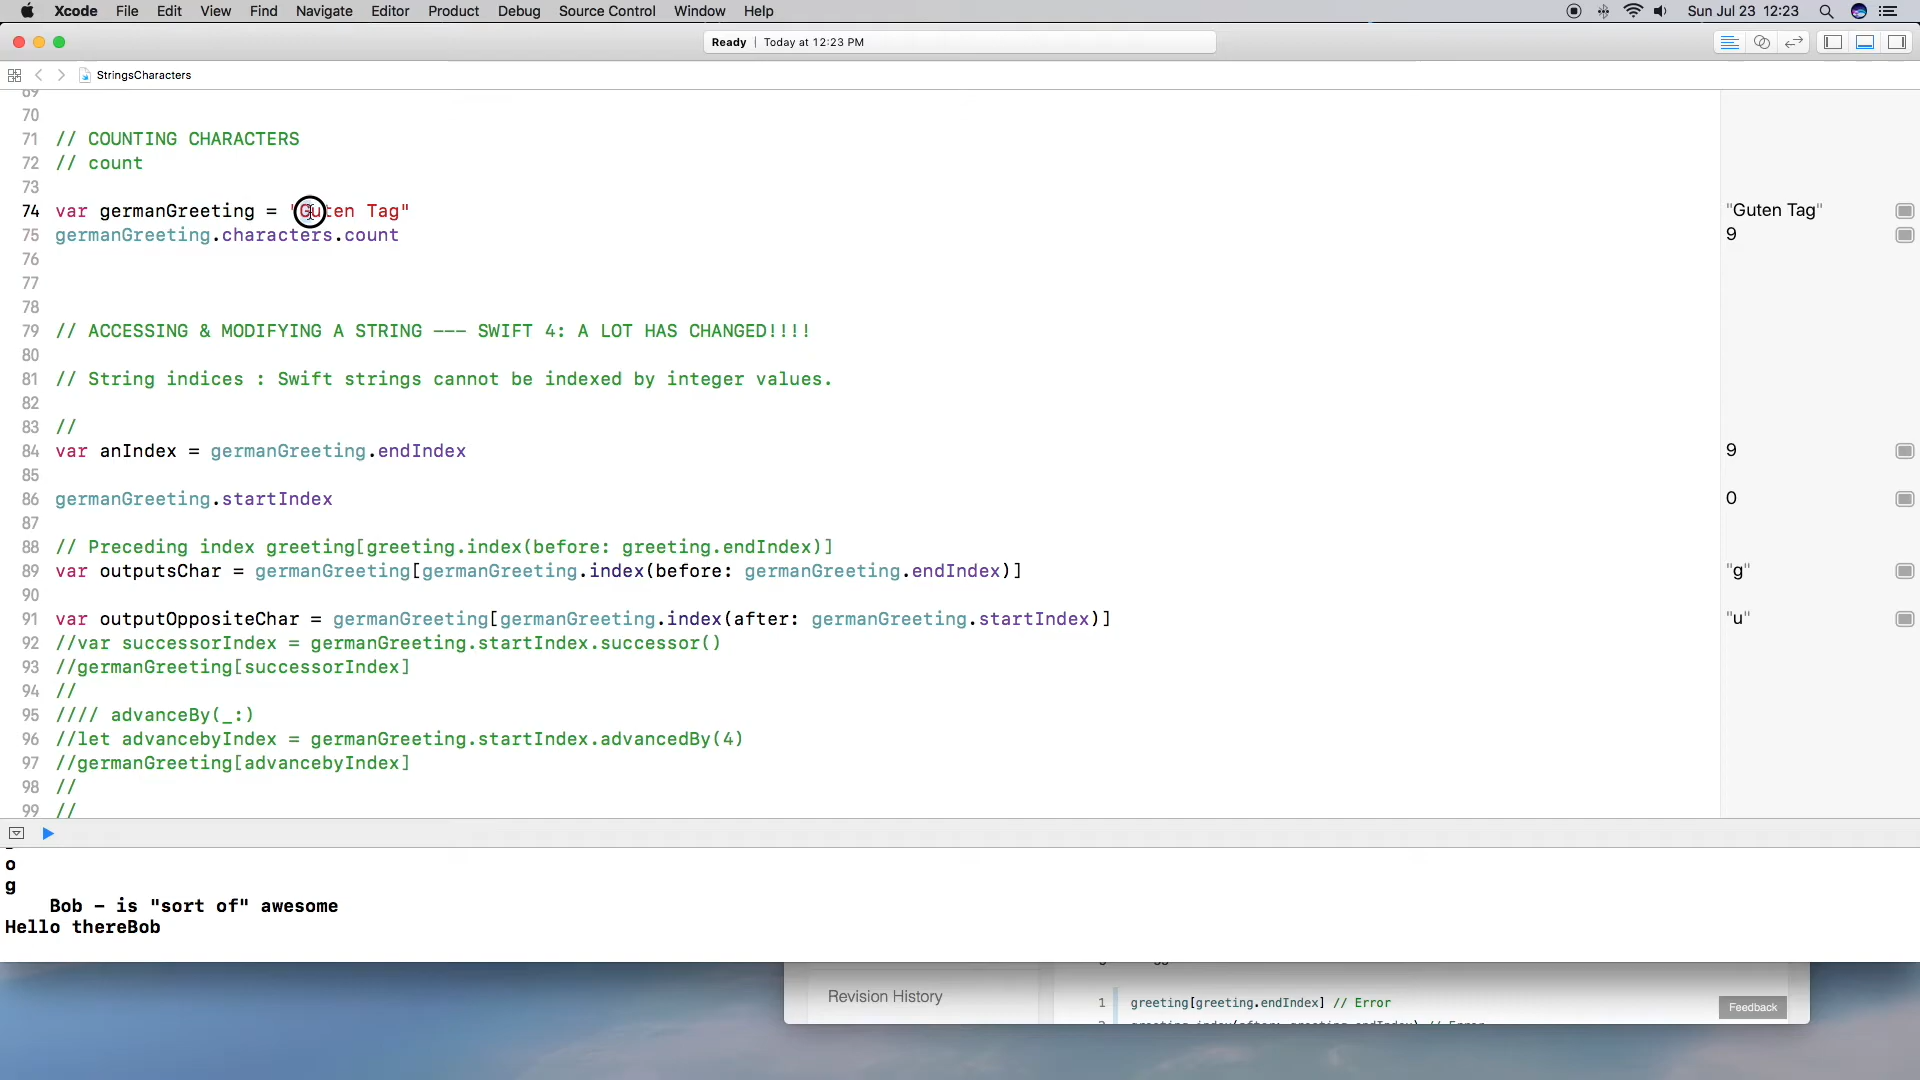 Xcode File Edit View Find Navigate Editor Product Debug Source Control Window Help Sun Jul 23 12:23
Ready | Today at 12:23 PM
StringsCharacters
69
70
71 // COUNTING CHARACTERS
72 // count
73
74 var germanGreeting = "Guten Tag" "Guten Tag"
75 germanGreeting.characters.count 9
76
77
78
79 // ACCESSING & MODIFYING A STRING --- SWIFT 4: A LOT HAS CHANGED!!!!
80
81 // String indices : Swift strings cannot be indexed by integer values.
82
83 //
84 var anIndex = germanGreeting.endIndex 9
85
86 germanGreeting.startIndex 0
87
88 // Preceding index greeting[greeting.index(before: greeting.endIndex)]
89 var outputsChar = germanGreeting[germanGreeting.index(before: germanGreeting.endIndex)] "g"
90
91 var outputOppositeChar = germanGreeting[germanGreeting.index(after: germanGreeting.startIndex)] "u"
92 //var successorIndex = germanGreeting.startIndex.successor()
93 //germanGreeting[successorIndex]
94 //
95 //// advanceBy(_:)
96 //let advancebyIndex = germanGreeting.startIndex.advancedBy(4)
97 //germanGreeting[advancebyIndex]
98 //
99 //
o
g
Bob - is "sort of" awesome
Hello thereBob
Revision History
1 greeting[greeting.endIndex] // Error
Feedback